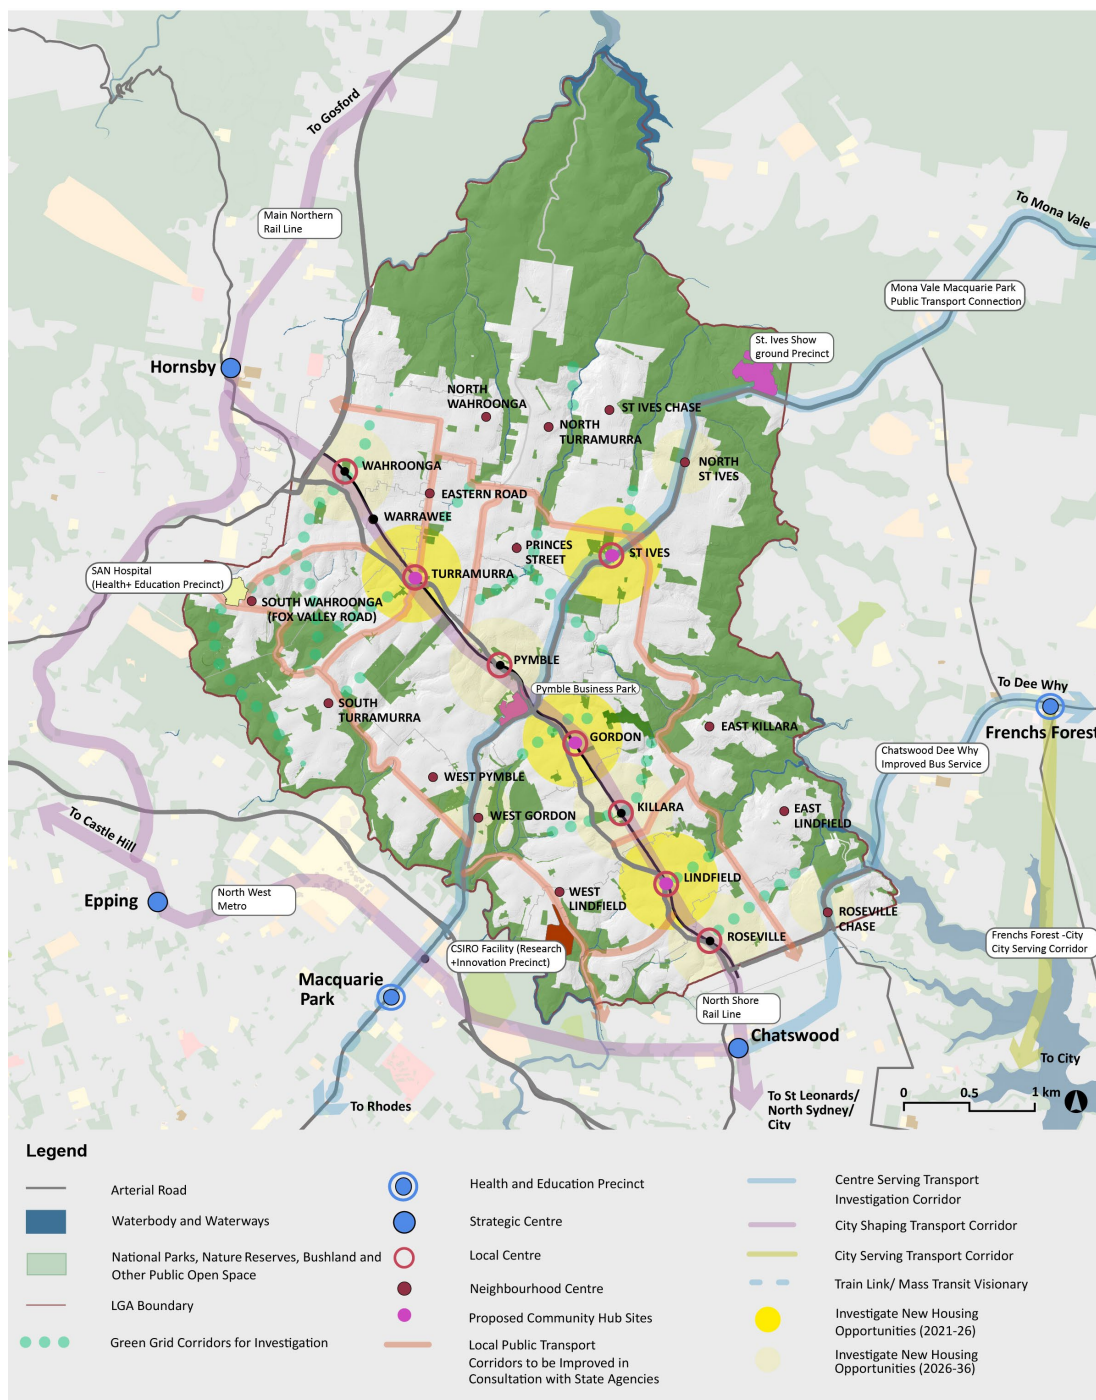 To Gosford
Main Northern
Rail Line
To Mona Vale
Mona Vale Macquarie Park
Public Transport Connection
St. Ives Show
ground Precinct
Hornsby
NORTH
WAHROONGA
ST IVES CHASE
NORTH
TURRAMURRA
WAHROONGA
NORTH
ST IVES
EASTERN ROAD
WARRAWEE
PRINCES
STREET
ST IVES
SAN Hospital
(Health+ Education Precinct)
TURRAMURRA
SOUTH WAHROONGA
(FOX VALLEY ROAD)
PYMBLE
Pymble Business Park
To Dee Why
Frenchs Forest
SOUTH
TURRAMURRA
GORDON
EAST KILLARA
Chatswood Dee Why
Improved Bus Service
WEST PYMBLE
KILLARA
EAST
LINDFIELD
WEST GORDON
To Castle Hill
LINDFIELD
Epping
North West
Metro
WEST
LINDFIELD
ROSEVILLE
CHASE
ROSEVILLE
Frenchs Forest -City
City Serving Corridor
CSIRO Facility (Research
+Innovation Precinct)
Macquarie
Park
North Shore
Rail Line
Chatswood
To City
To Rhodes
To St Leonards/
North Sydney/
City
0 0.5 1 km
Legend
Arterial Road
Waterbody and Waterways
National Parks, Nature Reserves, Bushland and
Other Public Open Space
LGA Boundary
Green Grid Corridors for Investigation
Health and Education Precinct
Strategic Centre
Local Centre
Neighbourhood Centre
Proposed Community Hub Sites
Local Public Transport
Corridors to be Improved in
Consultation with State Agencies
Centre Serving Transport
Investigation Corridor
City Shaping Transport Corridor
City Serving Transport Corridor
Train Link/ Mass Transit Visionary
Investigate New Housing
Opportunities (2021-26)
Investigate New Housing
Opportunities (2026-36)